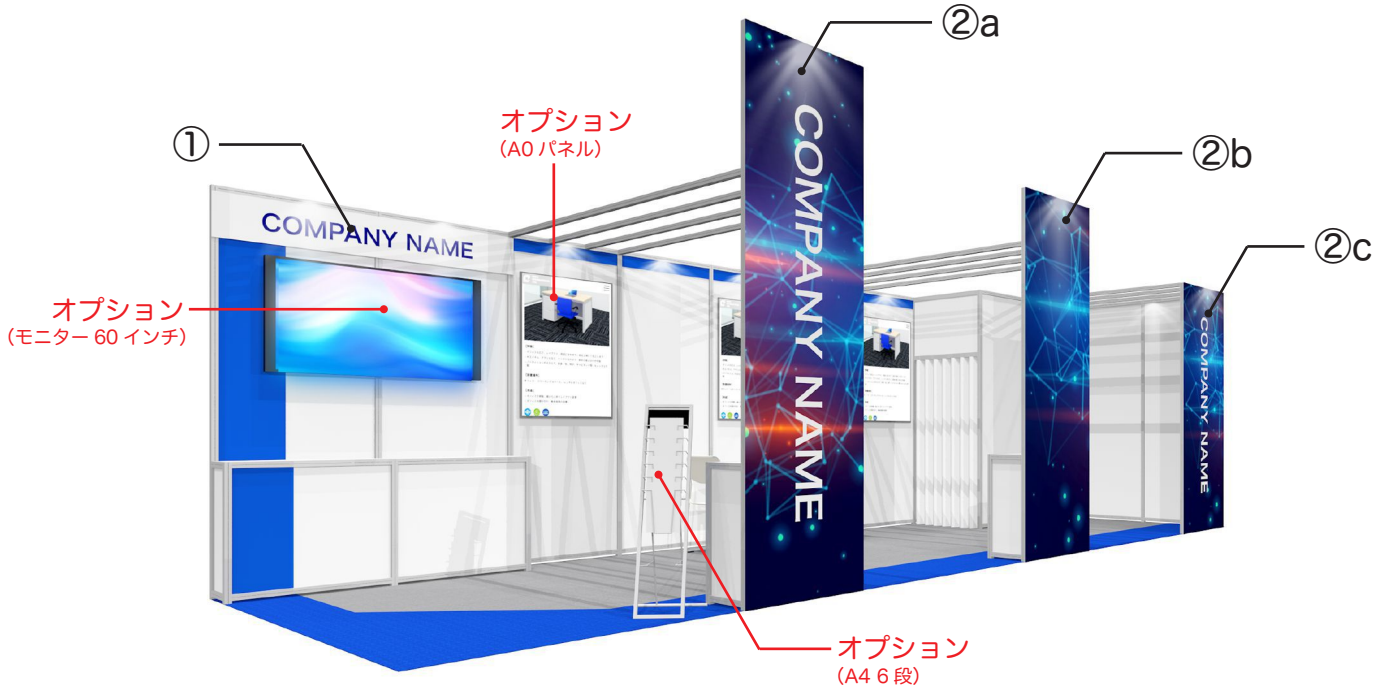 ②a
①
オプション
(A0 パネル)
②b
COMPANY NAME
COMPANY NAME
②c
オプション
(モニター 60 インチ)
COMPANY NAME
オプション
(A4 6 段)